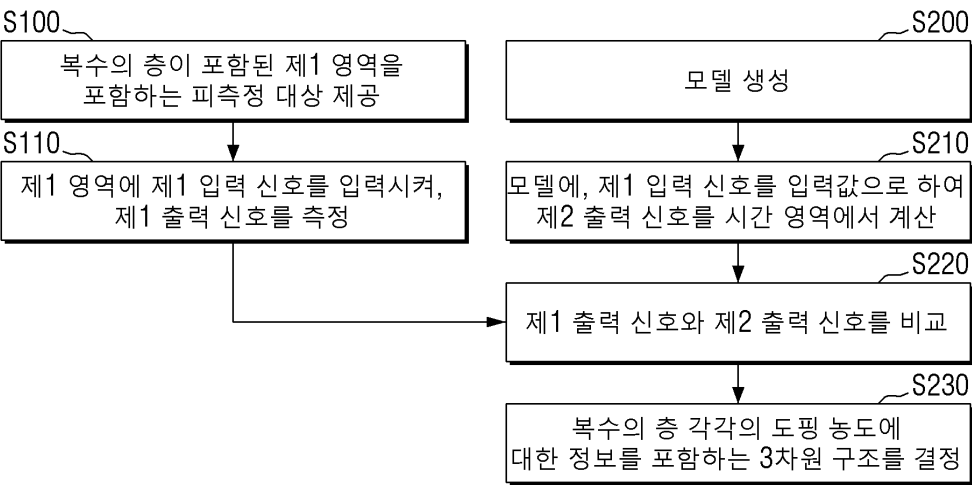 S100
복수의 층이 포함된 제1 영역을
포함하는 피측정 대상 제공
S110
제1 영역에 제1 입력 신호를 입력시켜,
제1 출력 신호를 측정
S200
모델 생성
S210
모델에, 제1 입력 신호를 입력값으로 하여
제2 출력 신호를 시간 영역에서 계산
S220
제1 출력 신호와 제2 출력 신호를 비교
S230
복수의 층 각각의 도핑 농도에
대한 정보를 포함하는 3차원 구조를 결정